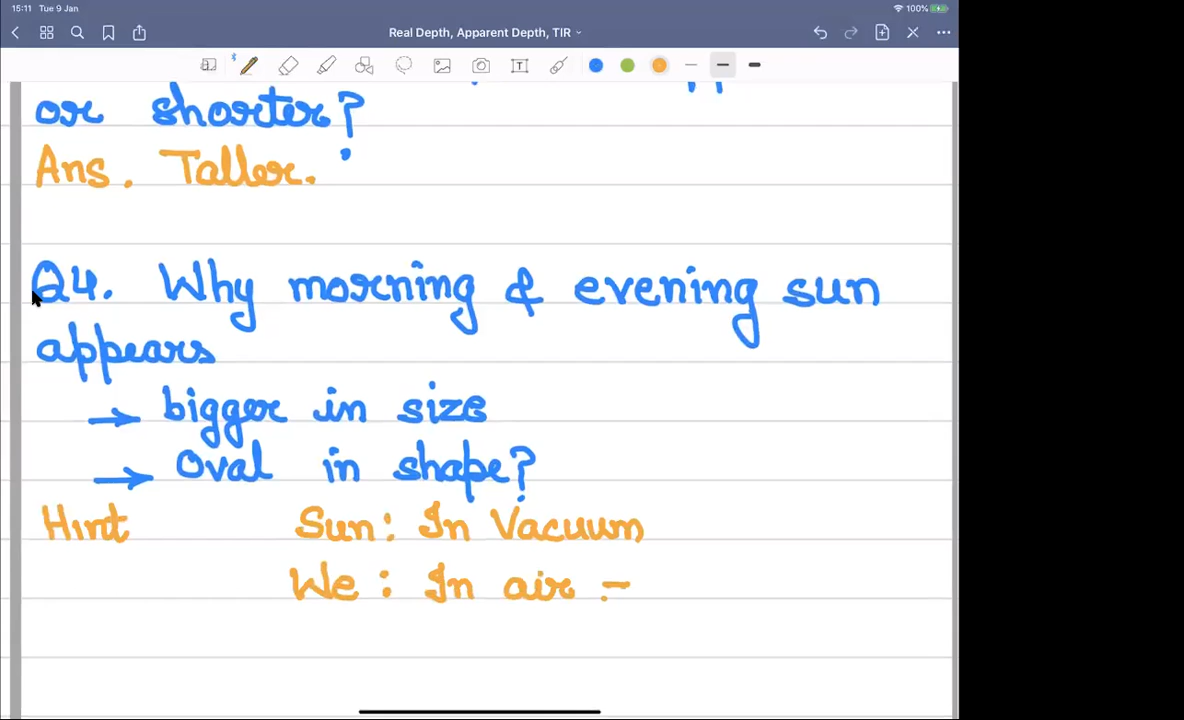 15:11 Tue 9 Jan
100%
Real Depth, Apparent Depth, TIR
or shorter?
Ans. Taller.
Q4. Why morning & evening sun
appears
→ bigger in size
→ Oval in shape?
Hint Sun: In Vacuum
We : In air :-